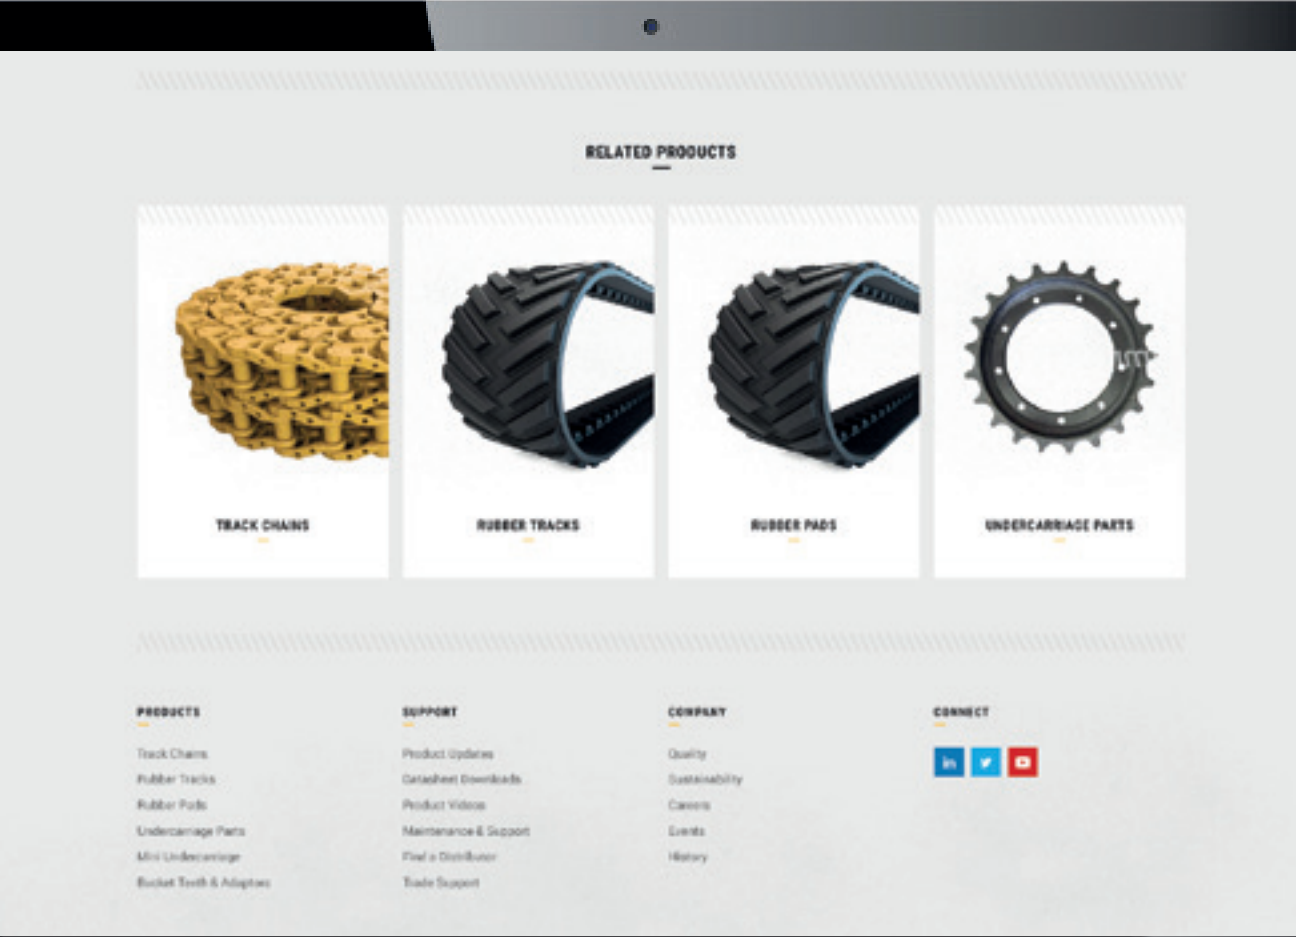 RELATED PRODUCTS
TRACK CHAINS
RUBBER TRACKS
RUBBER PADS
UNDERCARRIAGE PARTS
PRODUCTS
Track Chains
Rubber Tracks
Rubber Pads
Undercarriage Parts
Mini Undercarriage
Bucket Teeth & Adaptors
SUPPORT
Product Updates
Datasheet Downloads
Product Videos
Maintenance & Support
Find a Distributor
Trade Support
COMPANY
Quality
Sustainability
Careers
Events
History
CONNECT
in